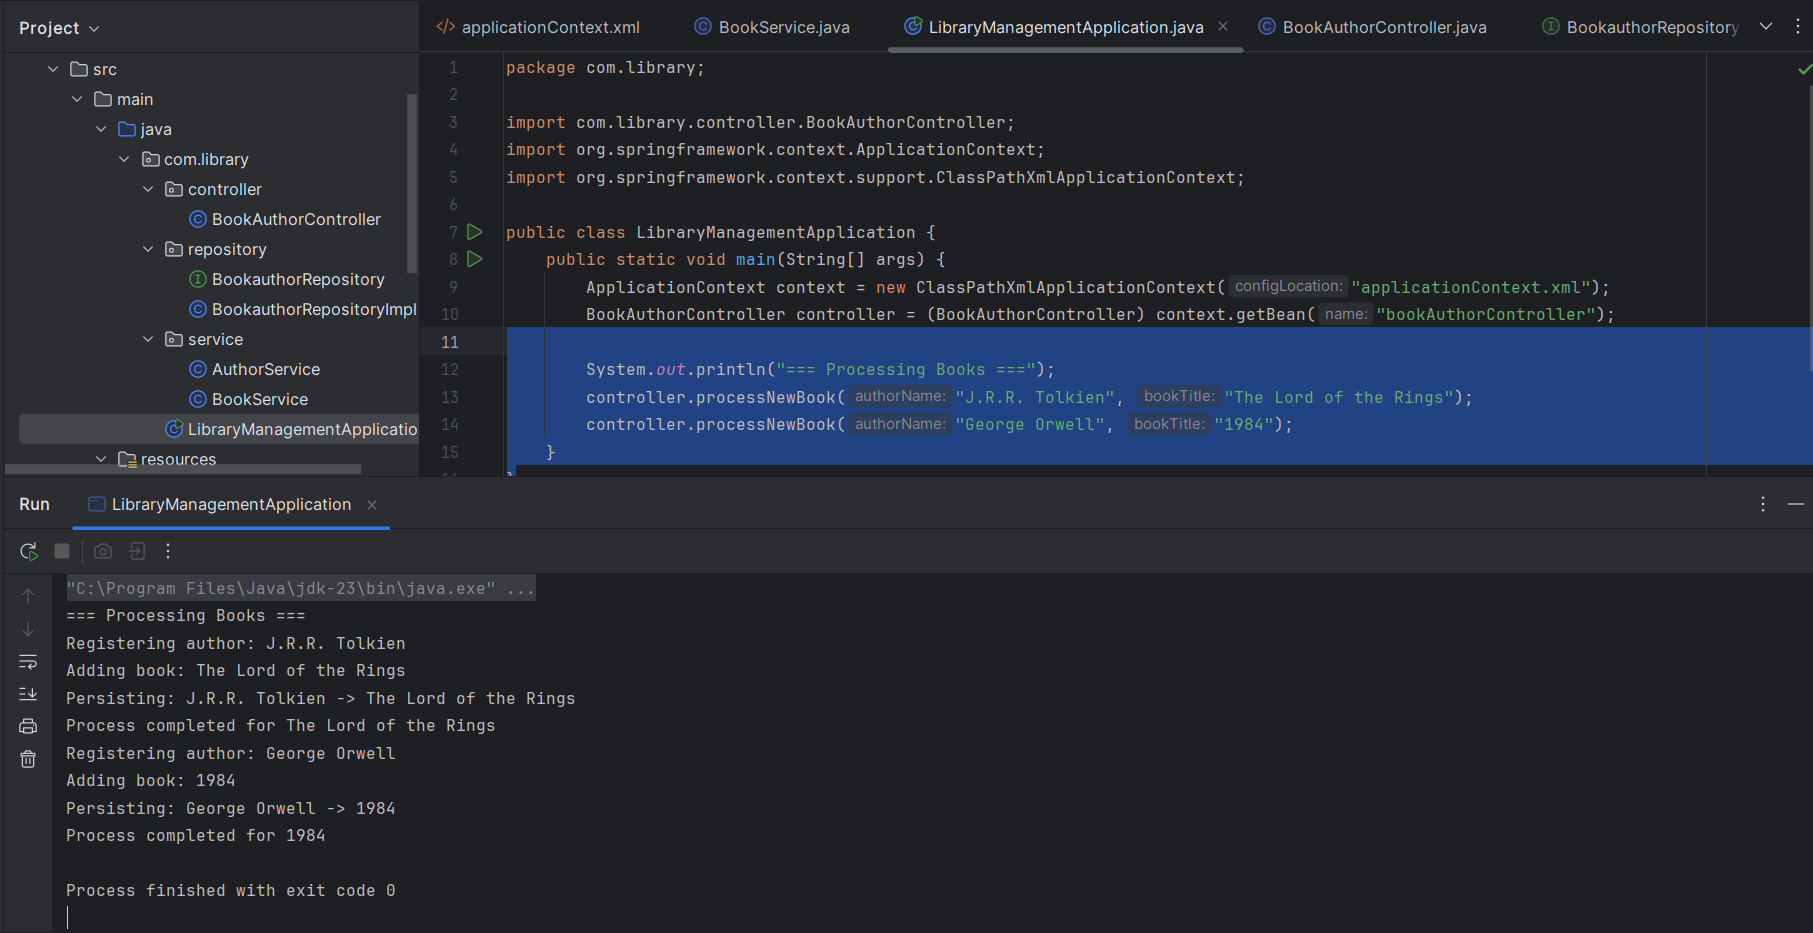 Project
src
main
java
com.library
controller
BookAuthorController
repository
BookauthorRepository
BookauthorRepositoryImpl
service
AuthorService
BookService
LibraryManagementApplicatio
resources
applicationContext.xml
BookService.java
LibraryManagementApplication.java
BookAuthorController.java
BookauthorRepository
1 package com.library;
2
3 import com.library.controller.BookAuthorController;
4 import org.springframework.context.ApplicationContext;
5 import org.springframework.context.support.ClassPathXmlApplicationContext;
6
7 public class LibraryManagementApplication {
8 public static void main(String[] args) {
9 ApplicationContext context = new ClassPathXmlApplicationContext( configLocation: "applicationContext.xml");
10 BookAuthorController controller = (BookAuthorController) context.getBean( name: "bookAuthorController");
11
12 System.out.println("=== Processing Books ===");
13 controller.processNewBook( authorName: "J.R.R. Tolkien", bookTitle: "The Lord of the Rings");
14 controller.processNewBook( authorName: "George Orwell", bookTitle: "1984");
15 }
Run LibraryManagementApplication
"C:\Program Files\Java\jdk-23\bin\java.exe" ...
=== Processing Books ===
Registering author: J.R.R. Tolkien
Adding book: The Lord of the Rings
Persisting: J.R.R. Tolkien -> The Lord of the Rings
Process completed for The Lord of the Rings
Registering author: George Orwell
Adding book: 1984
Persisting: George Orwell -> 1984
Process completed for 1984
Process finished with exit code 0